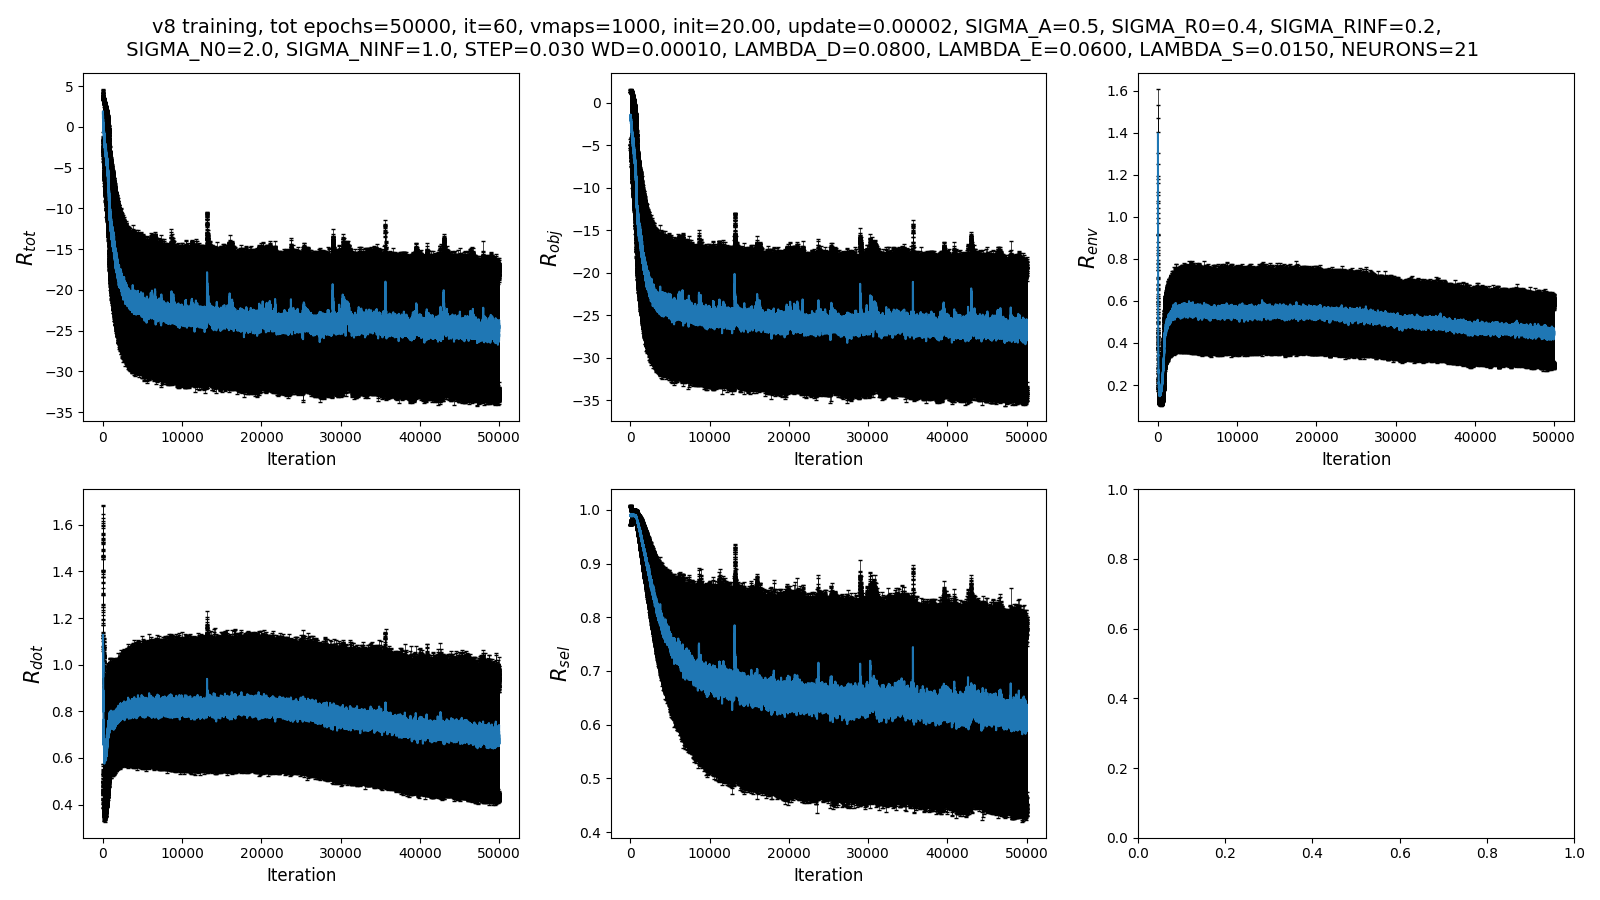 v8 training, tot epochs=50000, it=60, vmaps=1000, init=20.00, update=0.00002, SIGMA_A=0.5, SIGMA_R0=0.4, SIGMA_RINF=0.2,
SIGMA_N0=2.0, SIGMA_NINF=1.0, STEP=0.030 WD=0.00010, LAMBDA_D=0.0800, LAMBDA_E=0.0600, LAMBDA_S=0.0150, NEURONS=21
R_tot
5
0
−5
−10
−15
−20
−25
−30
−35
0 10000 20000 30000 40000 50000
Iteration
R_obj
0
−5
−10
−15
−20
−25
−30
−35
0 10000 20000 30000 40000 50000
Iteration
R_env
1.6
1.4
1.2
1.0
0.8
0.6
0.4
0.2
0 10000 20000 30000 40000 50000
Iteration
R_dot
1.6
1.4
1.2
1.0
0.8
0.6
0.4
0 10000 20000 30000 40000 50000
Iteration
R_sel
1.0
0.9
0.8
0.7
0.6
0.5
0.4
0 10000 20000 30000 40000 50000
Iteration
1.0
0.8
0.6
0.4
0.2
0.0
0.0 0.2 0.4 0.6 0.8 1.0